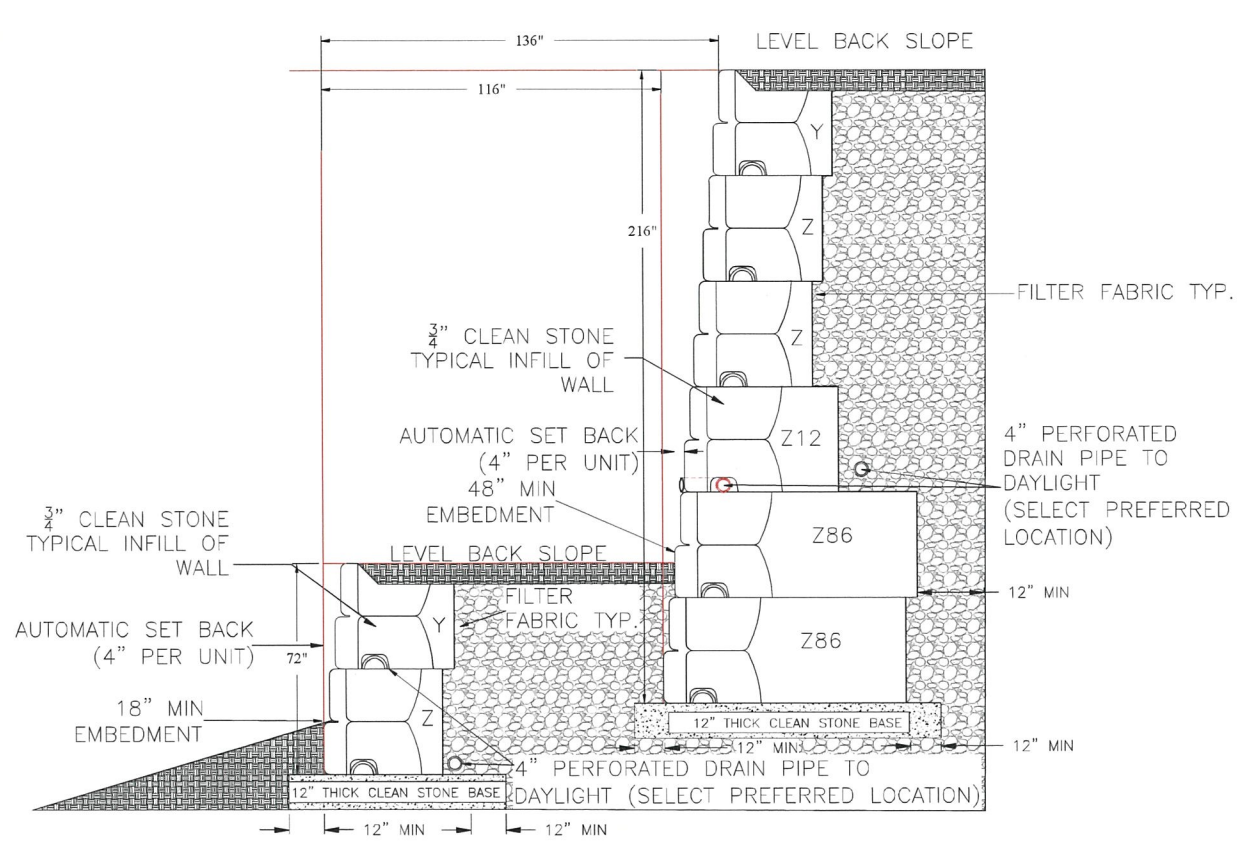 136"
LEVEL BACK SLOPE
116"
Y
Z
216"
FILTER FABRIC TYP.
Z
3/4" CLEAN STONE
TYPICAL INFILL OF
WALL
AUTOMATIC SET BACK
(4" PER UNIT)
Z12
4" PERFORATED
DRAIN PIPE TO
DAYLIGHT
(SELECT PREFERRED
LOCATION)
48" MIN
EMBEDMENT
3/4" CLEAN STONE
TYPICAL INFILL OF
WALL
Z86
LEVEL BACK SLOPE
12" MIN
FILTER
FABRIC TYP.
Y
AUTOMATIC SET BACK
(4" PER UNIT)
72"
Z86
18" MIN
EMBEDMENT
Z
12" THICK CLEAN STONE BASE
12" MIN
12" MIN
4" PERFORATED DRAIN PIPE TO
DAYLIGHT (SELECT PREFERRED LOCATION)
12" THICK CLEAN STONE BASE
12" MIN
12" MIN